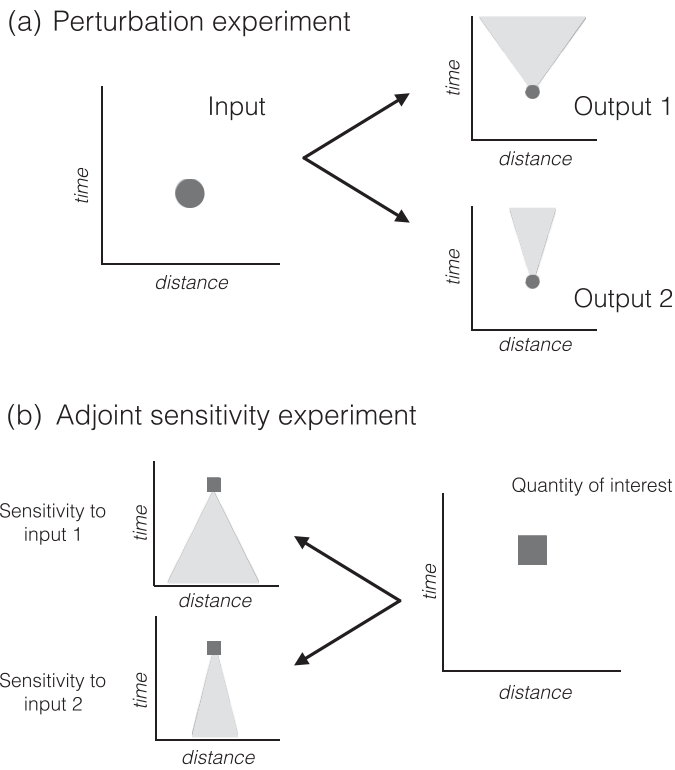 (a) Perturbation experiment
Input
time
distance
time
Output 1
distance
time
Output 2
distance
(b) Adjoint sensitivity experiment
Sensitivity to
input 1
time
distance
Sensitivity to
input 2
time
distance
Quantity of interest
time
distance